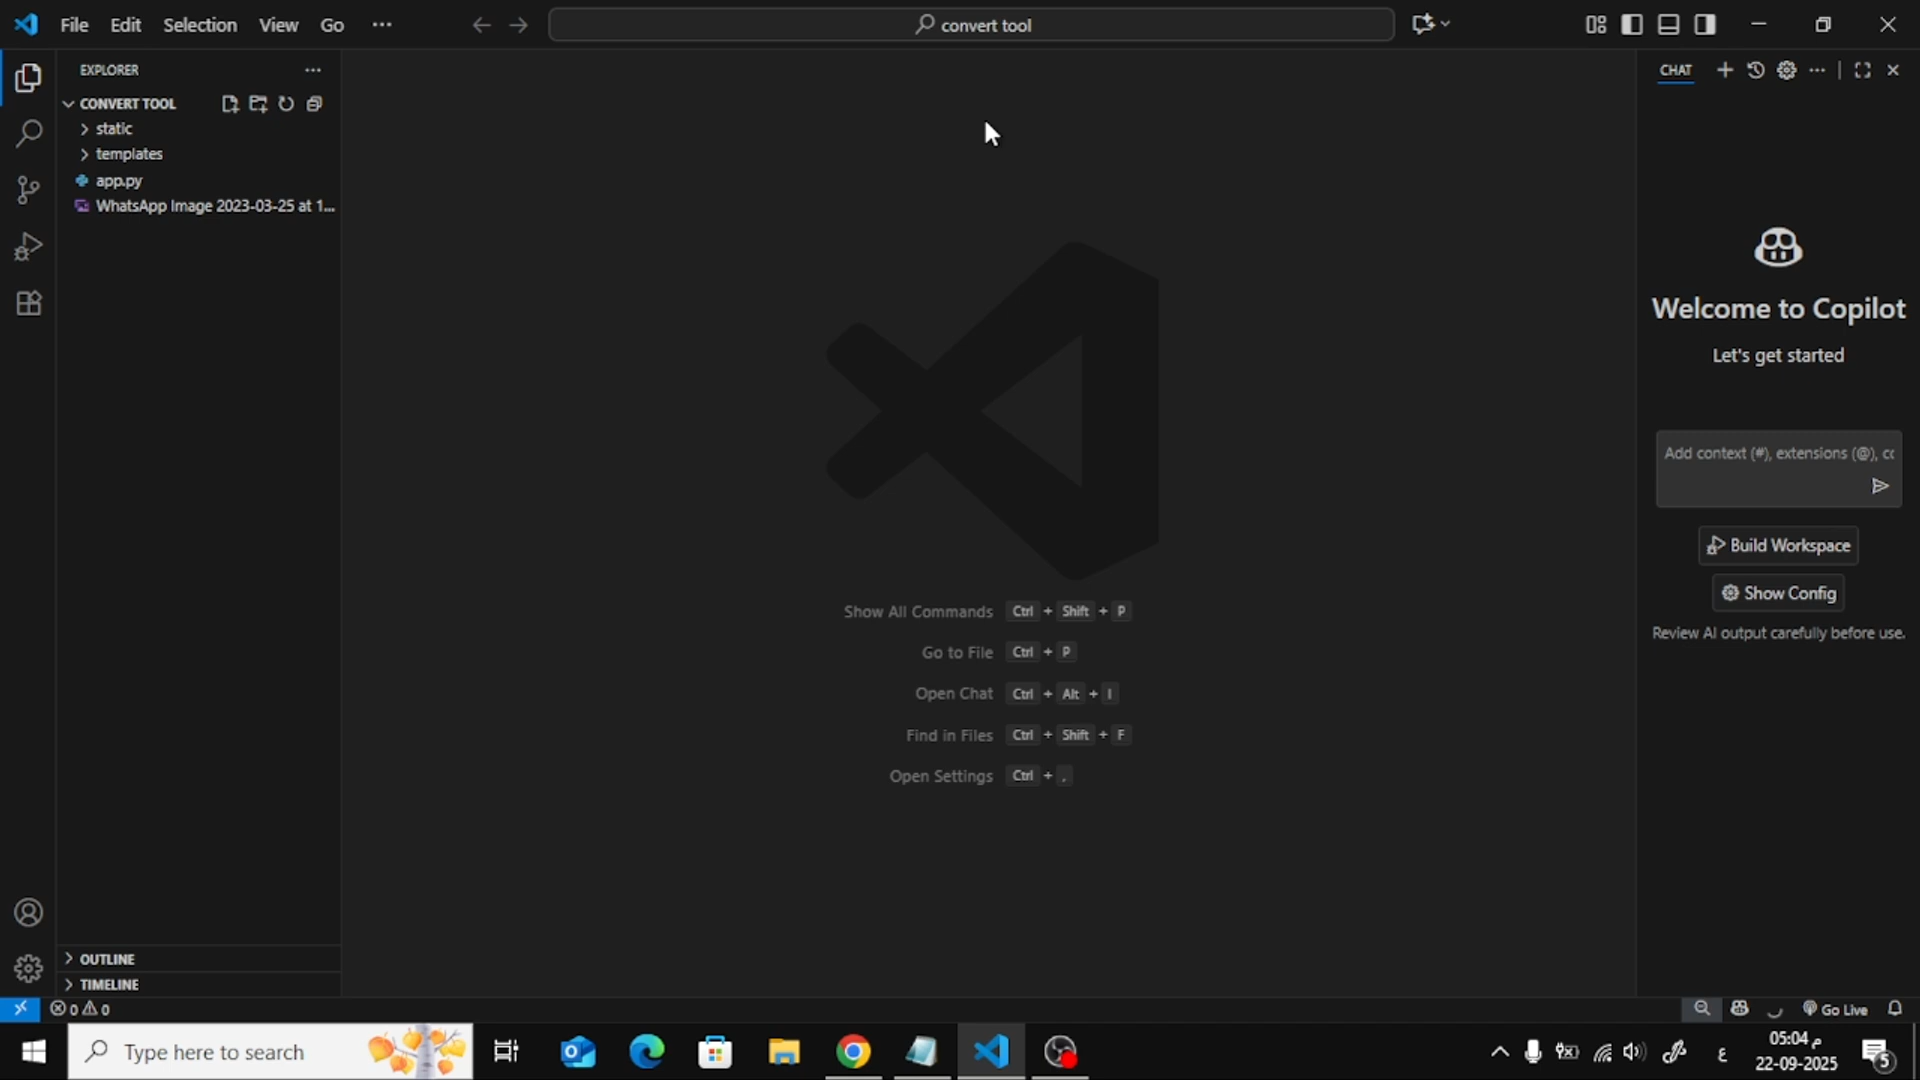 File Edit Selection View Go ···
convert tool
EXPLORER
CONVERT TOOL
static
templates
app.py
WhatsApp Image 2023-03-25 at 1...
OUTLINE
TIMELINE
Show All Commands Ctrl + Shift + P
Go to File Ctrl + P
Open Chat Ctrl + Alt + I
Find in Files Ctrl + Shift + F
Open Settings Ctrl + ,
CHAT
Welcome to Copilot
Let's get started
Add context (#), extensions (@), cc
Build Workspace
Show Config
Review AI output carefully before use.
0 0
Go Live
Type here to search
ع
05:04 م
22-09-2025
5